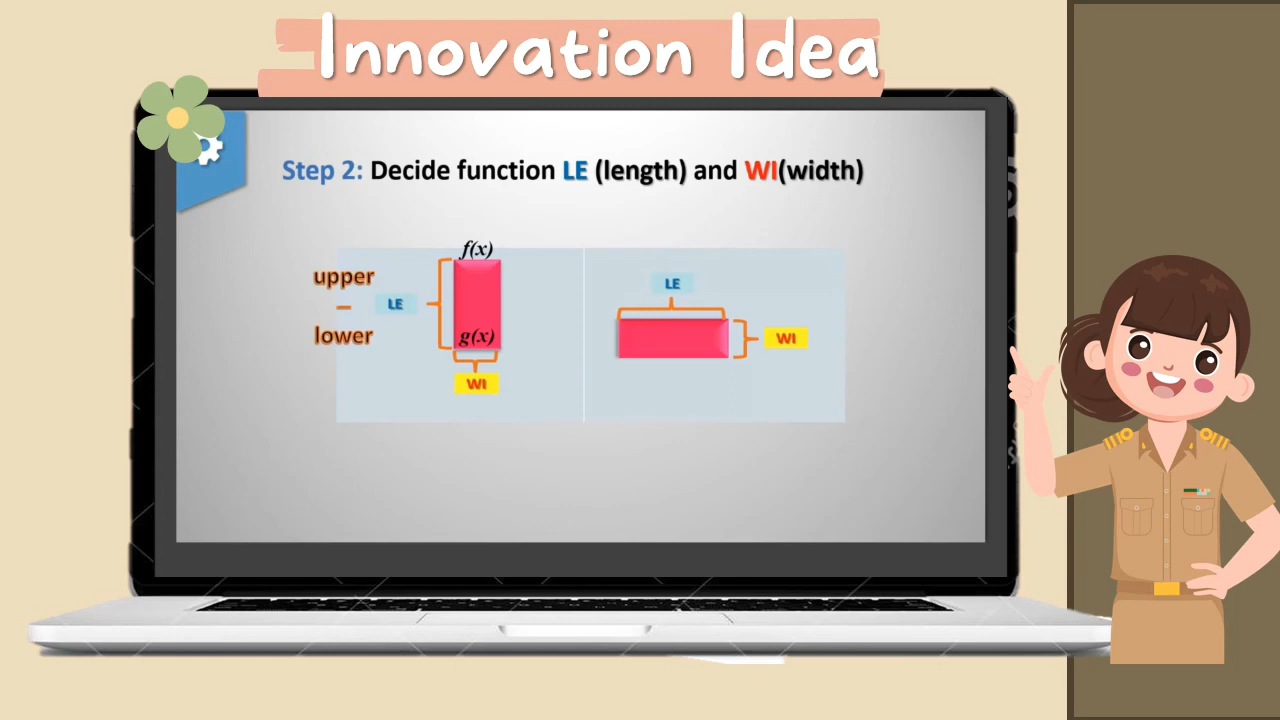 Innovation Idea
Step 2: Decide function LE (length) and WI(width)
f(x)
upper
–
LE
lower
g(x)
WI
LE
WI